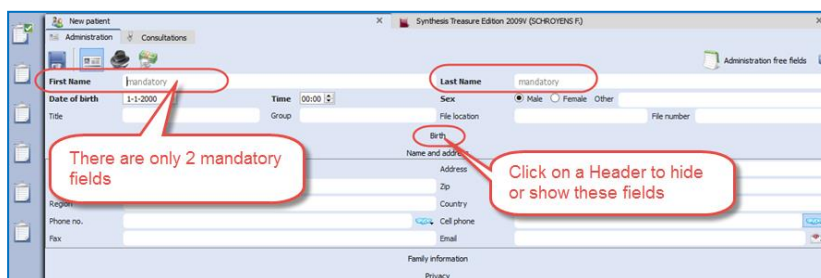 New patient
Synthesis Treasure Edition 2009V (SCHROYENS F.)
Administration
Consultations
Administration free fields
First Name mandatory
Last Name mandatory
Date of birth 1-1-2000 Time 00:00
Sex Male Female Other
Title Group
File location File number
Birth
Name and address
There are only 2 mandatory
fields
Click on a Header to hide
or show these fields
Address
Zip
Region
Country
Phone no.
Cell phone
Fax
Email
Family information
Privacy